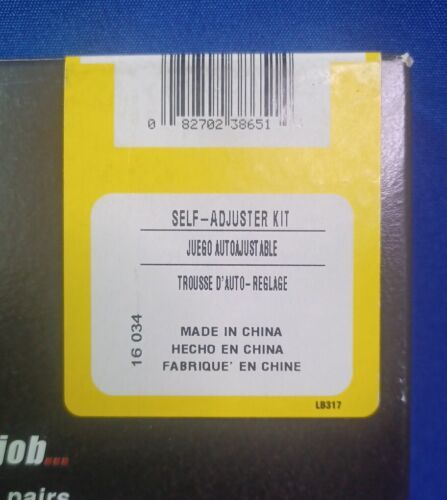 0 82702 38651
SELF-ADJUSTER KIT
JUEGO AUTOAJUSTABLE
TROUSSE D'AUTO-REGLAGE
16 034
MADE IN CHINA
HECHO EN CHINA
FABRIQUE' EN CHINE
LB317
job...
pairs